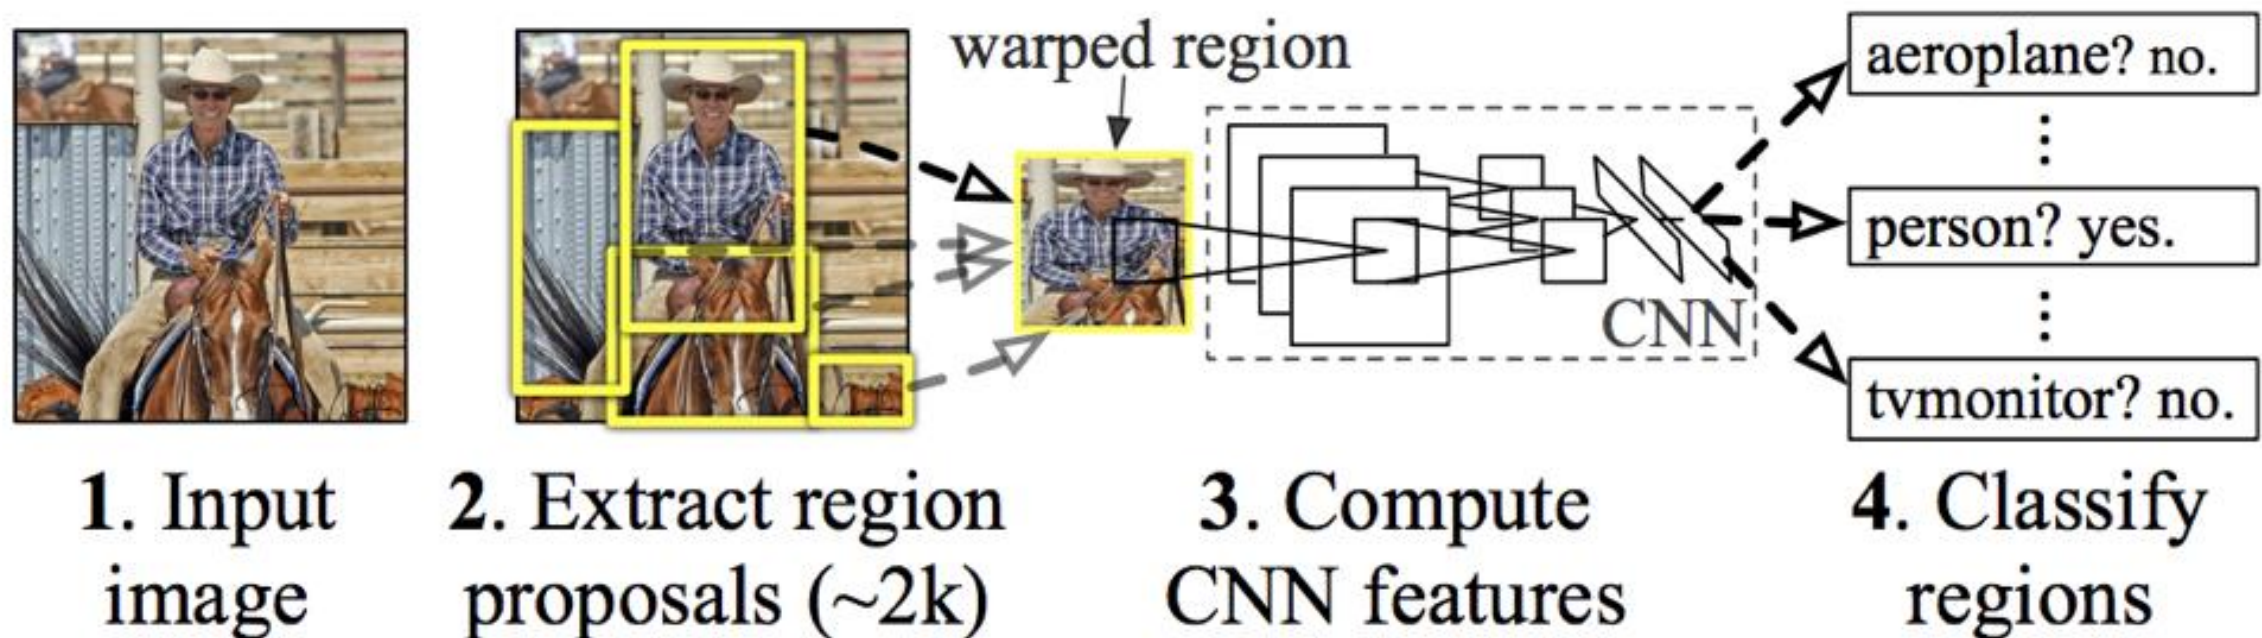 warped region
aeroplane? no.
person? yes.
CNN
tvmonitor? no.
1. Input
image
2. Extract region
proposals (~2k)
3. Compute
CNN features
4. Classify
regions